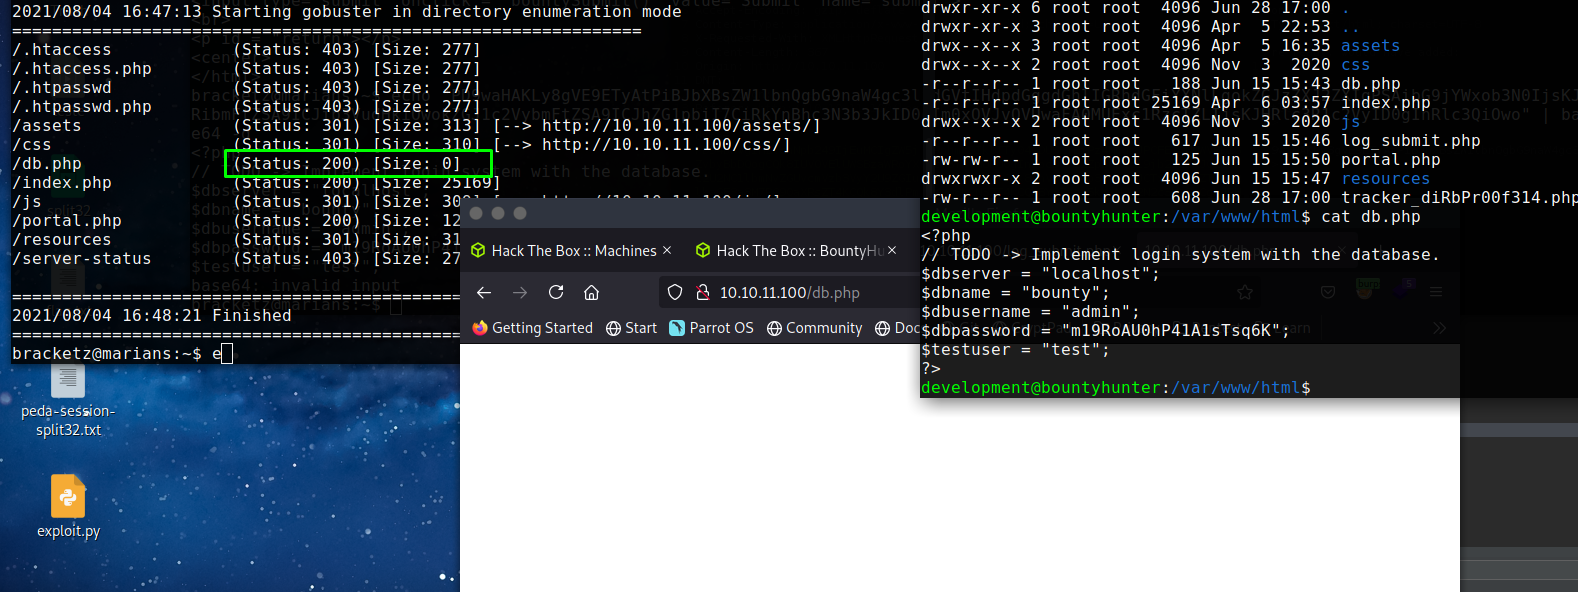 2021/08/04 16:47:13 Starting gobuster in directory enumeration mode
===============================================================
/.htaccess (Status: 403) [Size: 277]
/.htaccess.php (Status: 403) [Size: 277]
/.htpasswd (Status: 403) [Size: 277]
/.htpasswd.php (Status: 403) [Size: 277]
/assets (Status: 301) [Size: 313] [--> http://10.10.11.100/assets/]
/css (Status: 301) [Size: 310] [--> http://10.10.11.100/css/]
/db.php (Status: 200) [Size: 0]
/index.php (Status: 200) [Size: 25169]
/js (Status: 301) [Size: 309]
/portal.php (Status: 200) [Size: 12
/resources (Status: 301) [Size: 31
/server-status (Status: 403) [Size: 27
2021/08/04 16:48:21 Finished
bracketz@marians:~$ e
peda-session-
split32.txt
exploit.py
Hack The Box :: Machines
Hack The Box :: BountyHu
10.10.11.100/db.php
Getting Started
Start
Parrot OS
Community
Doc
drwxr-xr-x 6 root root 4096 Jun 28 17:00 .
drwxr-xr-x 3 root root 4096 Apr 5 22:53 ..
drwx--x--x 3 root root 4096 Apr 5 16:35 assets
drwx--x--x 2 root root 4096 Nov 3 2020 css
-r--r--r-- 1 root root 188 Jun 15 15:43 db.php
-r--r--r-- 1 root root 25169 Apr 6 03:57 index.php
drwx--x--x 2 root root 4096 Nov 3 2020 js
-r--r--r-- 1 root root 617 Jun 15 15:46 log_submit.php
-rw-rw-r-- 1 root root 125 Jun 15 15:50 portal.php
drwxrwxr-x 2 root root 4096 Jun 15 15:47 resources
-rw-r--r-- 1 root root 608 Jun 28 17:00 tracker_diRbPr00f314.php
development@bountyhunter:/var/www/html$ cat db.php
<?php
// TODO -> Implement login system with the database.
$dbserver = "localhost";
$dbname = "bounty";
$dbusername = "admin";
$dbpassword = "m19RoAU0hP41A1sTsq6K";
$testuser = "test";
?>
development@bountyhunter:/var/www/html$